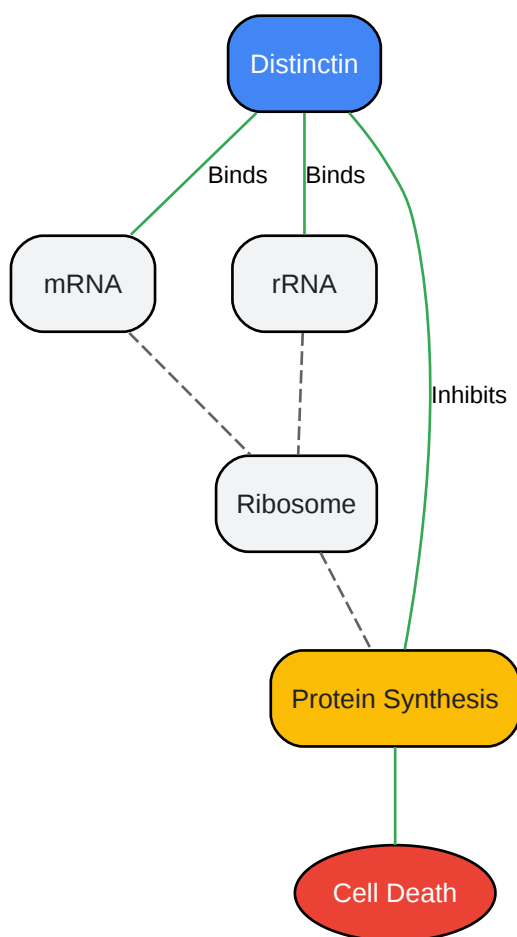 Distinctin
Binds
Binds
mRNA
rRNA
Inhibits
Ribosome
Protein Synthesis
Cell Death